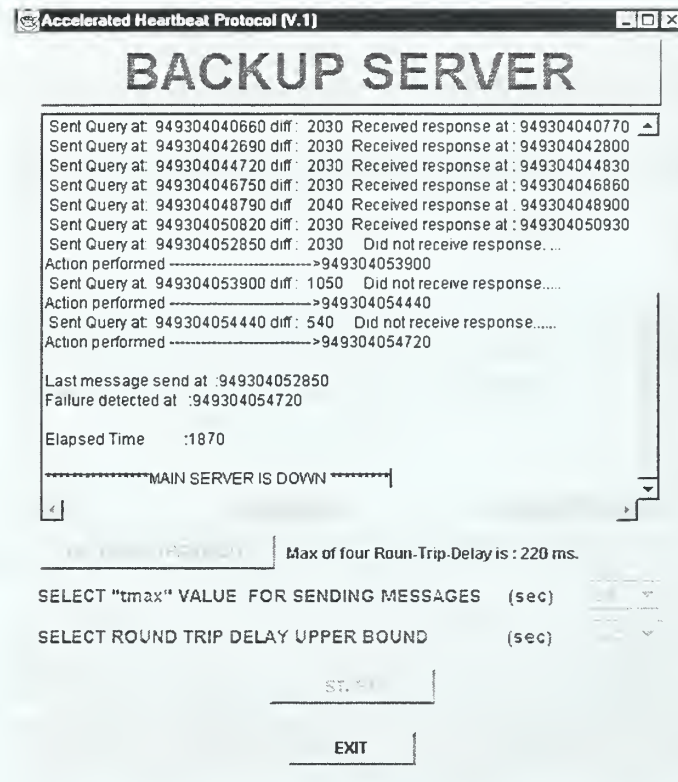 Accelerated Heartbeat Protocol (V.1)
BACKUP SERVER
Sent Query at: 949304040660 diff : 2030 Received response at : 949304040770
Sent Query at: 949304042690 diff : 2030 Received response at : 949304042800
Sent Query at: 949304044720 diff : 2030 Received response at : 949304044830
Sent Query at: 949304046750 diff : 2030 Received response at : 949304046860
Sent Query at: 949304048790 diff 2040 Received response at . 949304048900
Sent Query at: 949304050820 diff : 2030 Received response at : 949304050930
Sent Query at: 949304052850 diff : 2030 Did not receive response. ...
Action performed ---------------------------->949304053900
Sent Query at: 949304053900 diff : 1050 Did not receive response.....
Action performed ---------------------------->949304054440
Sent Query at: 949304054440 diff : 540 Did not receive response......
Action performed ---------------------------->949304054720
Last message send at :949304052850
Failure detected at :949304054720
Elapsed Time :1870
****************MAIN SERVER IS DOWN *********
Max of four Roun-Trip-Delay is : 220 ms.
SELECT "tmax" VALUE FOR SENDING MESSAGES (sec)
SELECT ROUND TRIP DELAY UPPER BOUND (sec)
EXIT